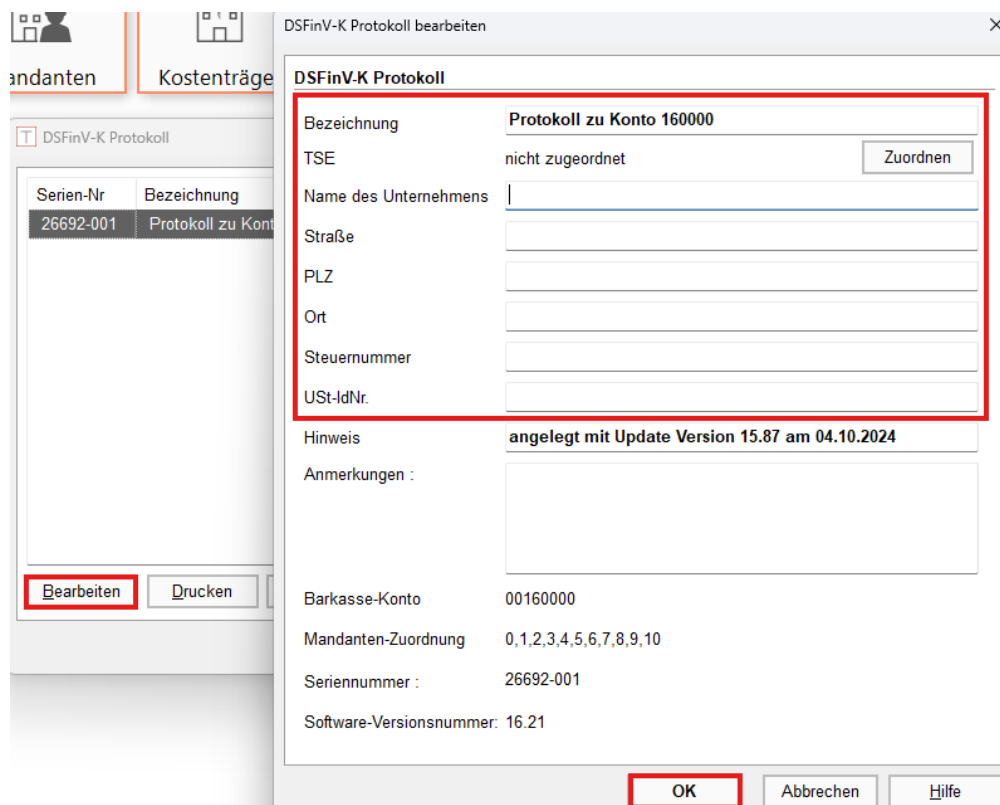 DSFinV-K Protokoll bearbeiten
andanten
Kostenträge
DSFinV-K Protokoll
T DSFinV-K Protokoll
Serien-Nr Bezeichnung
26692-001 Protokoll zu Kont
Bearbeiten Drucken
Bezeichnung Protokoll zu Konto 160000
TSE nicht zugeordnet Zuordnen
Name des Unternehmens
Straße
PLZ
Ort
Steuernummer
USt-IdNr.
Hinweis angelegt mit Update Version 15.87 am 04.10.2024
Anmerkungen :
Barkasse-Konto 00160000
Mandanten-Zuordnung 0,1,2,3,4,5,6,7,8,9,10
Seriennummer : 26692-001
Software-Versionsnummer: 16.21
OK Abbrechen Hilfe